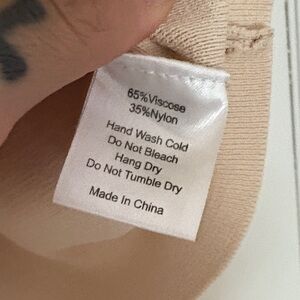 65%Viscose
35%Nylon
Hand Wash Cold
Do Not Bleach
Hang Dry
Do Not Tumble Dry
Made In China